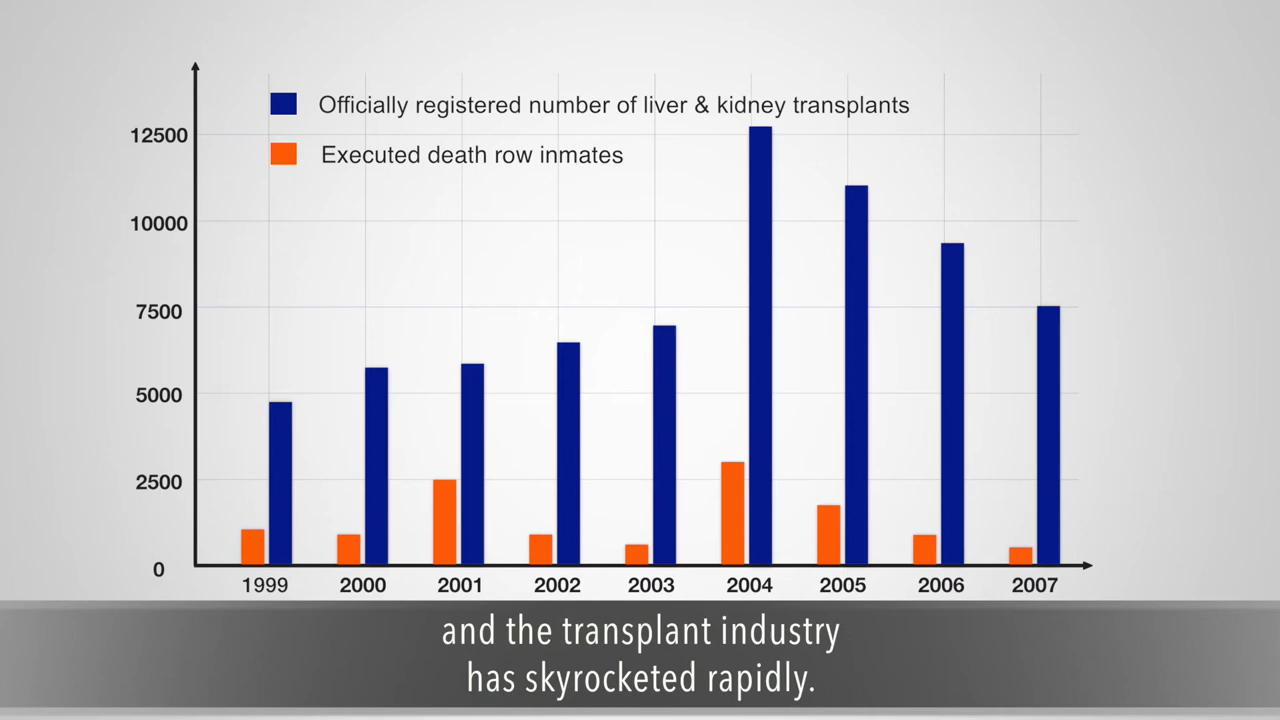 Officially registered number of liver & kidney transplants
Executed death row inmates
12500
10000
7500
5000
2500
0
1999 2000 2001 2002 2003 2004 2005 2006 2007
and the transplant industry
has skyrocketed rapidly.